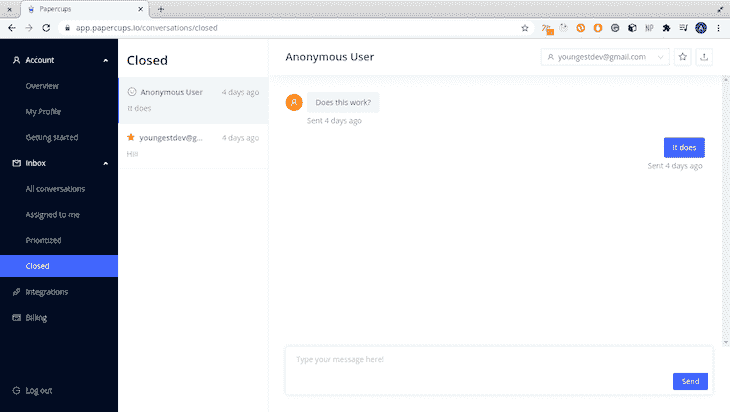 Papercups
app.papercups.io/conversations/closed
Account
Overview
My Profile
Getting started
Inbox
All conversations
Assigned to me
Prioritized
Closed
Integrations
Billing
Log out
Closed
Anonymous User 4 days ago
It does
youngestdev@g... 4 days ago
Hiii
Anonymous User
youngestdev@gmail.com
Does this work?
Sent 4 days ago
It does
Sent 4 days ago
Type your message here!
Send